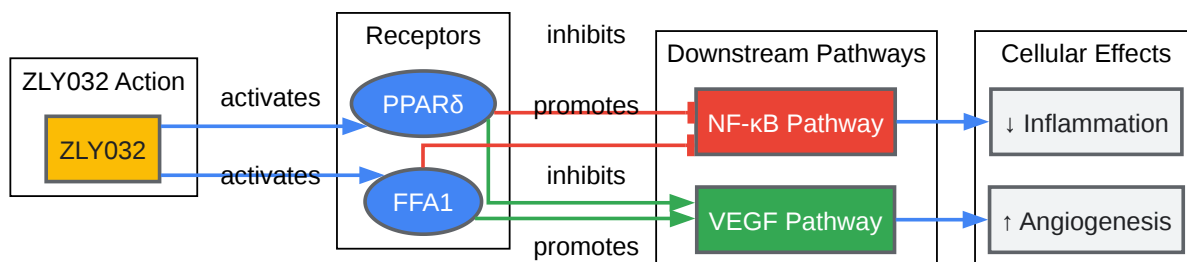 ZLY032 Action
ZLY032
activates
activates
Receptors
PPARδ
FFA1
inhibits
promotes
inhibits
promotes
Downstream Pathways
NF-κB Pathway
VEGF Pathway
Cellular Effects
↓ Inflammation
↑ Angiogenesis